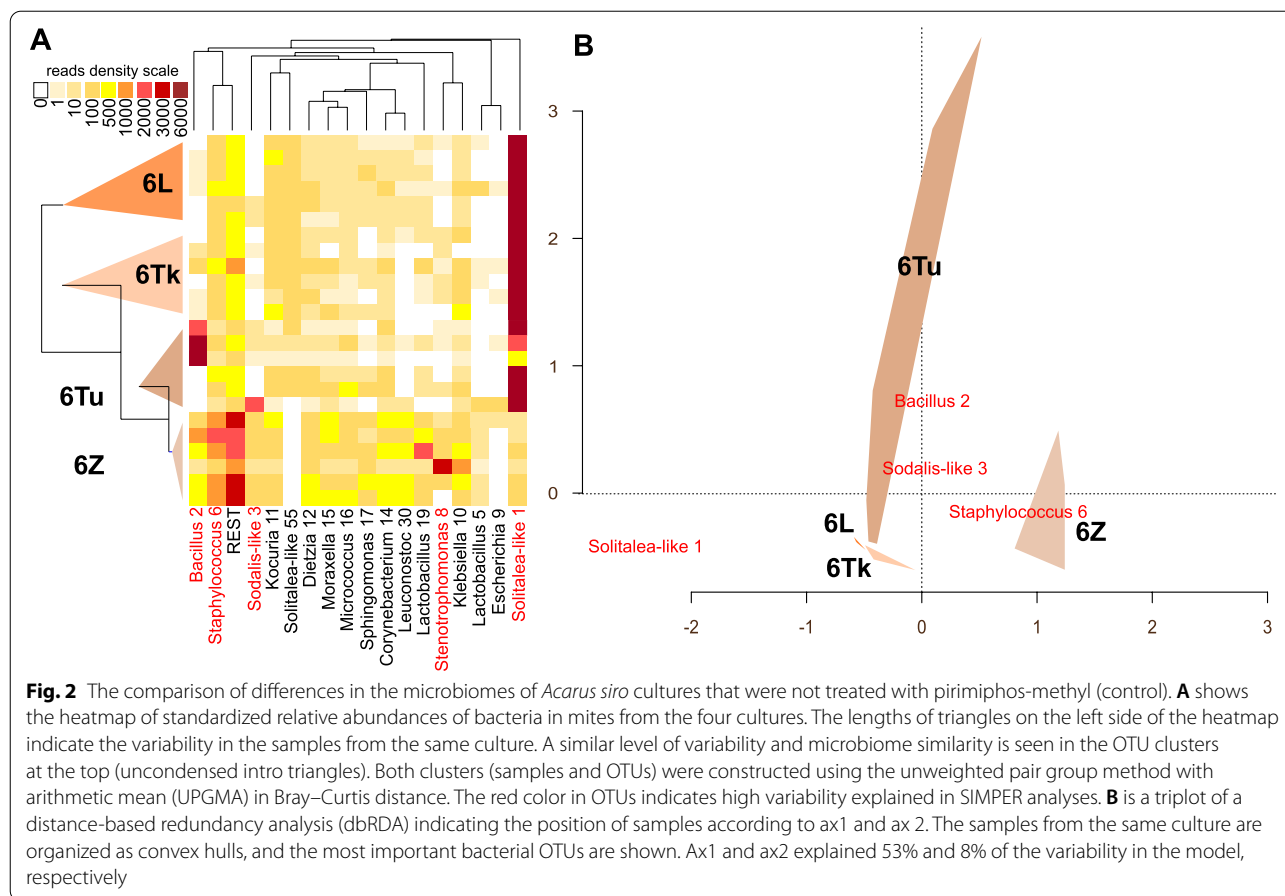 A
reads density scale
0 1 10 100 500 1000 2000 3000 6000
6L
6Tk
6Tu
6Z
Bacillus 2
Staphylococcus 6
REST
Sodalis-like 3
Kocuria 11
Solitalea-like 55
Dietzia 12
Moraxella 15
Micrococcus 16
Sphingomonas 17
Corynebacterium 14
Leuconostoc 30
Lactobacillus 19
Stenotrophomonas 8
Klebsiella 10
Lactobacillus 5
Escherichia 9
Solitalea-like 1
B
3
2
1
0
6Tu
Bacillus 2
Sodalis-like 3
Staphylococcus 6
6L
6Z
Solitalea-like 1
6Tk
-2 -1 0 1 2 3
Fig. 2 The comparison of differences in the microbiomes of Acarus siro cultures that were not treated with pirimiphos-methyl (control). A shows
the heatmap of standardized relative abundances of bacteria in mites from the four cultures. The lengths of triangles on the left side of the heatmap
indicate the variability in the samples from the same culture. A similar level of variability and microbiome similarity is seen in the OTU clusters
at the top (uncondensed intro triangles). Both clusters (samples and OTUs) were constructed using the unweighted pair group method with
arithmetic mean (UPGMA) in Bray–Curtis distance. The red color in OTUs indicates high variability explained in SIMPER analyses. B is a triplot of a
distance-based redundancy analysis (dbRDA) indicating the position of samples according to ax1 and ax 2. The samples from the same culture are
organized as convex hulls, and the most important bacterial OTUs are shown. Ax1 and ax2 explained 53% and 8% of the variability in the model,
respectively